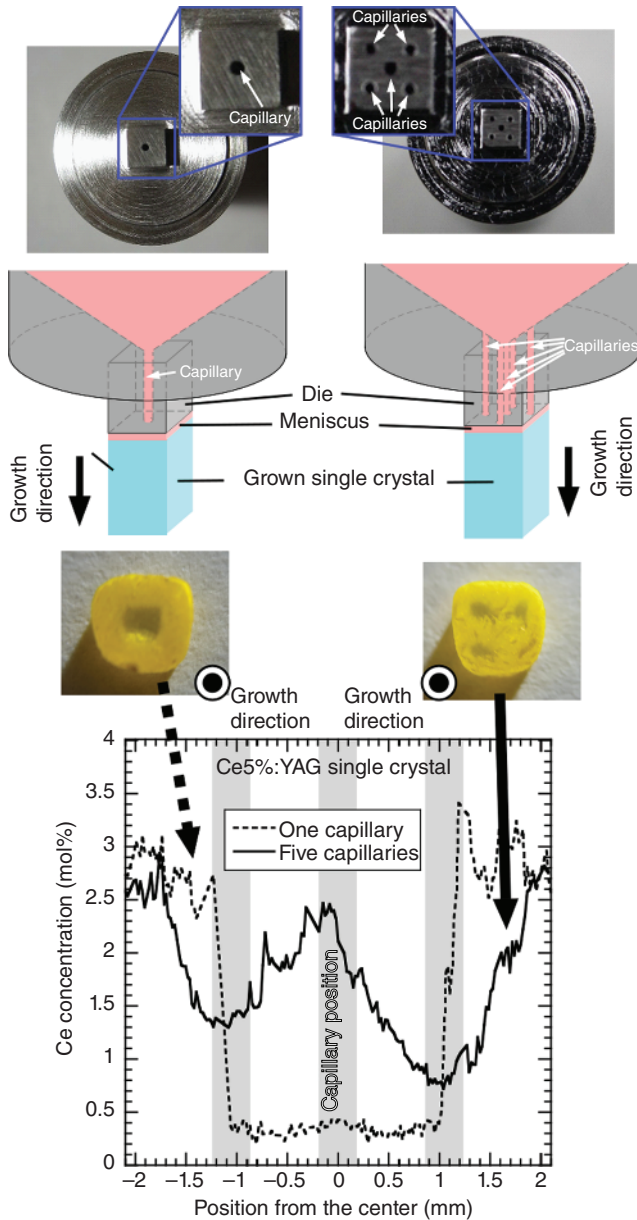 Capillaries
Capillary
Capillaries
Capillary
Capillaries
Die
Meniscus
Growth
direction
Grown single crystal
Growth
direction
Growth
direction
Growth
direction
Ce5%:YAG single crystal
One capillary
Five capillaries
Capillary position
Ce concentration (mol%)
4
3.5
3
2.5
2
1.5
1
0.5
0
−2 −1.5 −1 −0.5 0 0.5 1 1.5 2
Position from the center (mm)